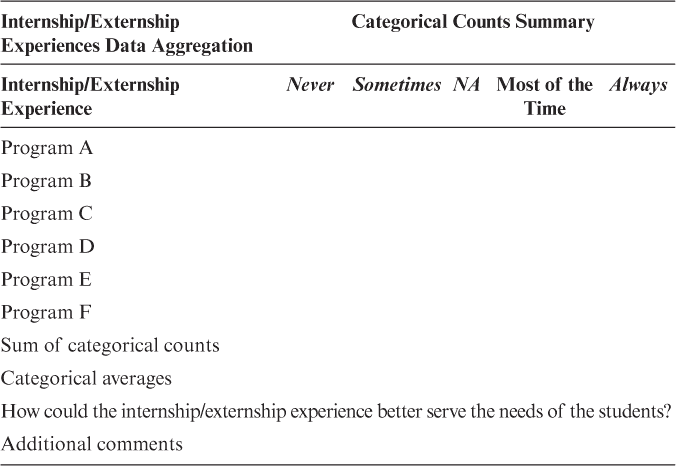 Internship/Externship Categorical Counts Summary
Experiences Data Aggregation
Internship/Externship Never Sometimes NA Most of the Always
Experience Time
Program A
Program B
Program C
Program D
Program E
Program F
Sum of categorical counts
Categorical averages
How could the internship/externship experience better serve the needs of the students?
Additional comments